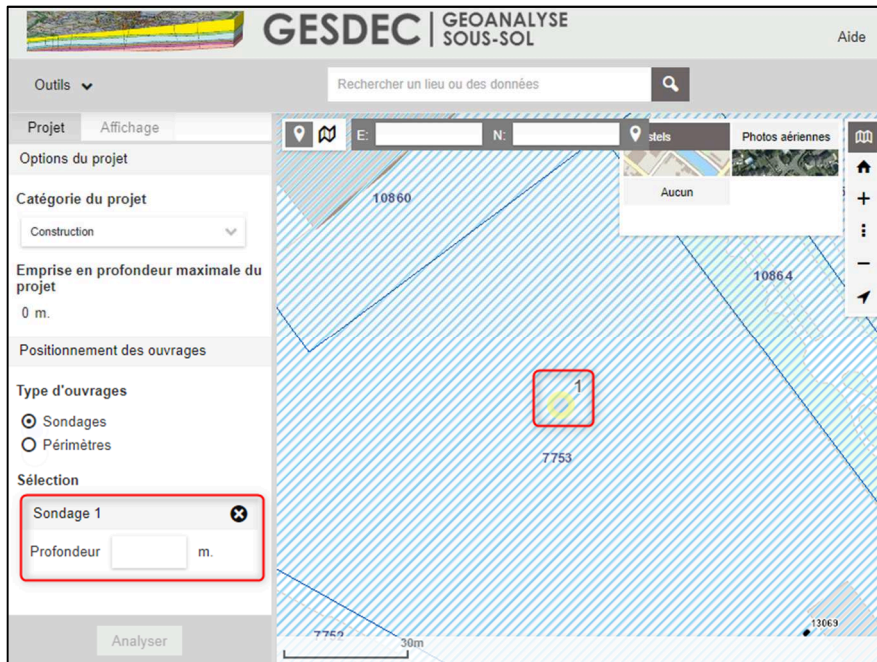 GESDEC | GEOANALYSE
SOUS-SOL
Aide
Outils
Rechercher un lieu ou des données
Projet Affichage
Options du projet
Catégorie du projet
Construction
Emprise en profondeur maximale du
projet
0 m.
Positionnement des ouvrages
Type d'ouvrages
Sondages
Périmètres
Sélection
Sondage 1
Profondeur m.
Analyser
E: N:
stels Photos aériennes
Aucun
10860
10864
1
7753
7752
30m
13069